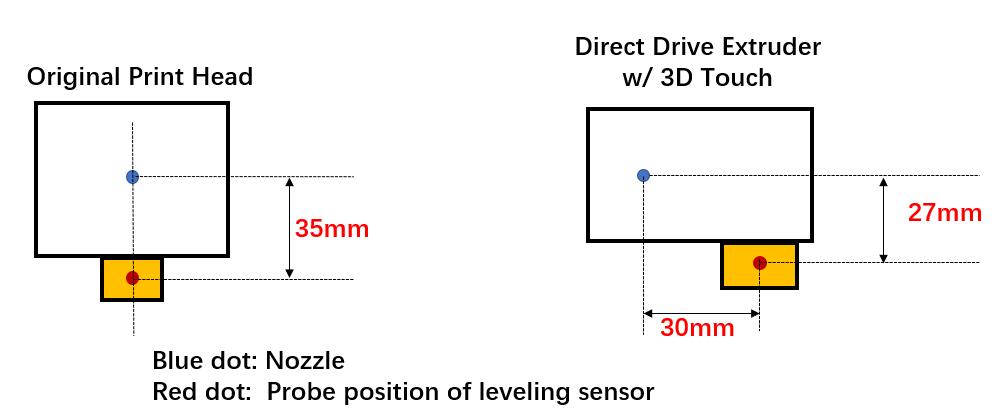 Original Print Head
35mm
Direct Drive Extruder
w/ 3D Touch
27mm
30mm
Blue dot: Nozzle
Red dot:  Probe position of leveling sensor